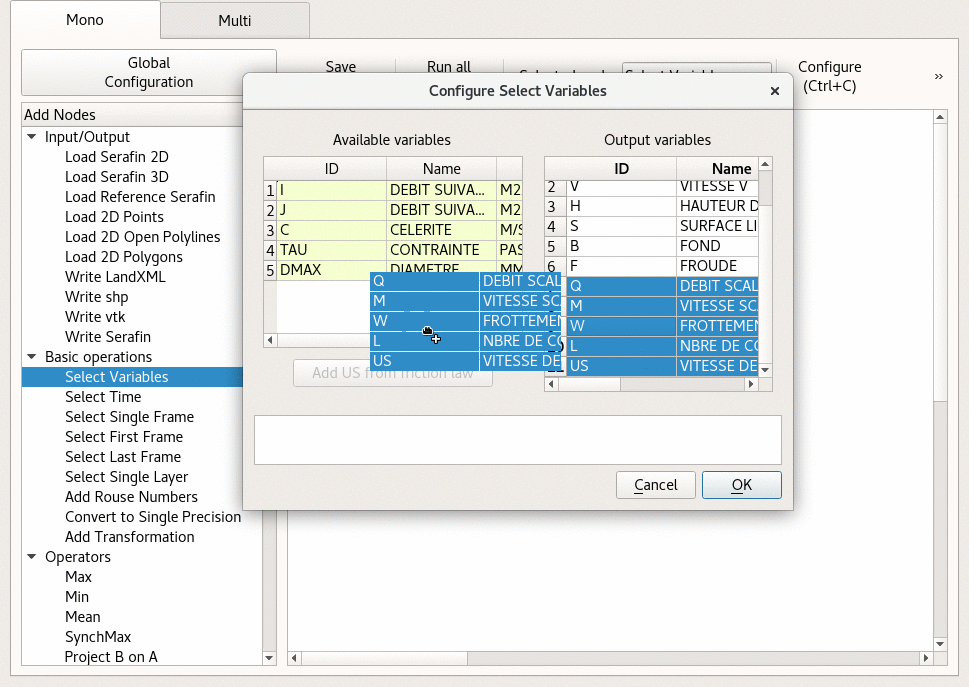 Mono
Multi
Global
Configuration
Save
Run all
Configure
(Ctrl+C)
»
Add Nodes
Input/Output
Load Serafin 2D
Load Serafin 3D
Load Reference Serafin
Load 2D Points
Load 2D Open Polylines
Load 2D Polygons
Write LandXML
Write shp
Write vtk
Write Serafin
Basic operations
Select Variables
Select Time
Select Single Frame
Select First Frame
Select Last Frame
Select Single Layer
Add Rouse Numbers
Convert to Single Precision
Add Transformation
Operators
Max
Min
Mean
SynchMax
Project B on A
Configure Select Variables
Available variables
ID Name
1 I DEBIT SUIVA... M2
2 J DEBIT SUIVA... M2
3 C CELERITE M/S
4 TAU CONTRAINTE PAS
5 DMAX DIAMETRE MM
Q DEBIT SCAL
M VITESSE SC
W FROTTEMEN
L NBRE DE CO
US VITESSE DE
Add US from friction law
Output variables
ID Name
2 V VITESSE V
3 H HAUTEUR D
4 S SURFACE LI
5 B FOND
6 F FROUDE
Q DEBIT SCAL
M VITESSE SC
W FROTTEMEN
L NBRE DE CO
US VITESSE DE
Cancel
OK